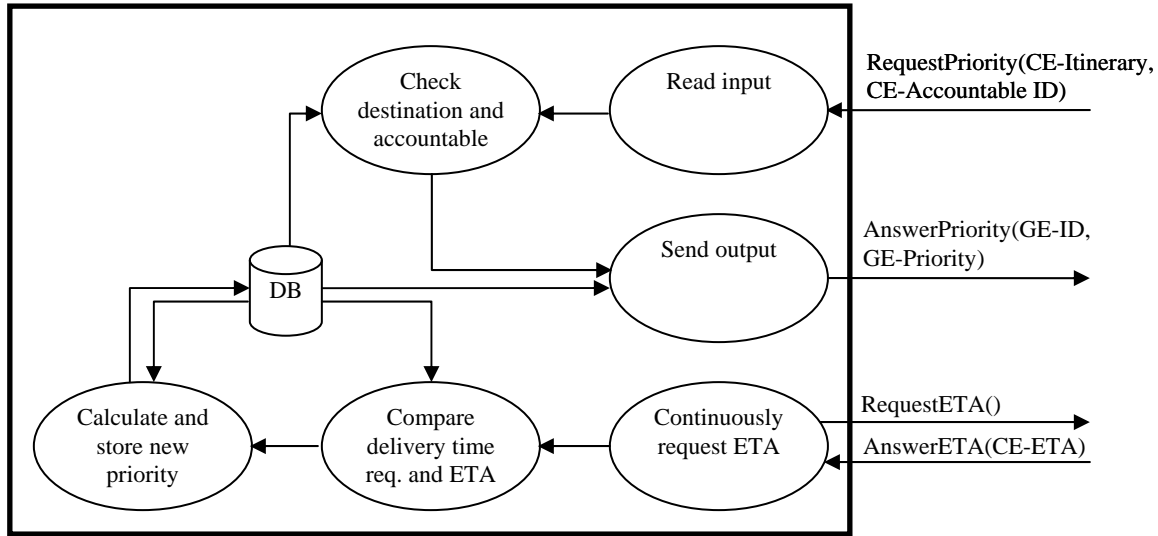 Check
destination and
accountable
Read input
RequestPriority(CE-Itinerary,
CE-Accountable ID)
Send output
AnswerPriority(GE-ID,
GE-Priority)
DB
Calculate and
store new
priority
Compare
delivery time
req. and ETA
Continuously
request ETA
RequestETA()
AnswerETA(CE-ETA)